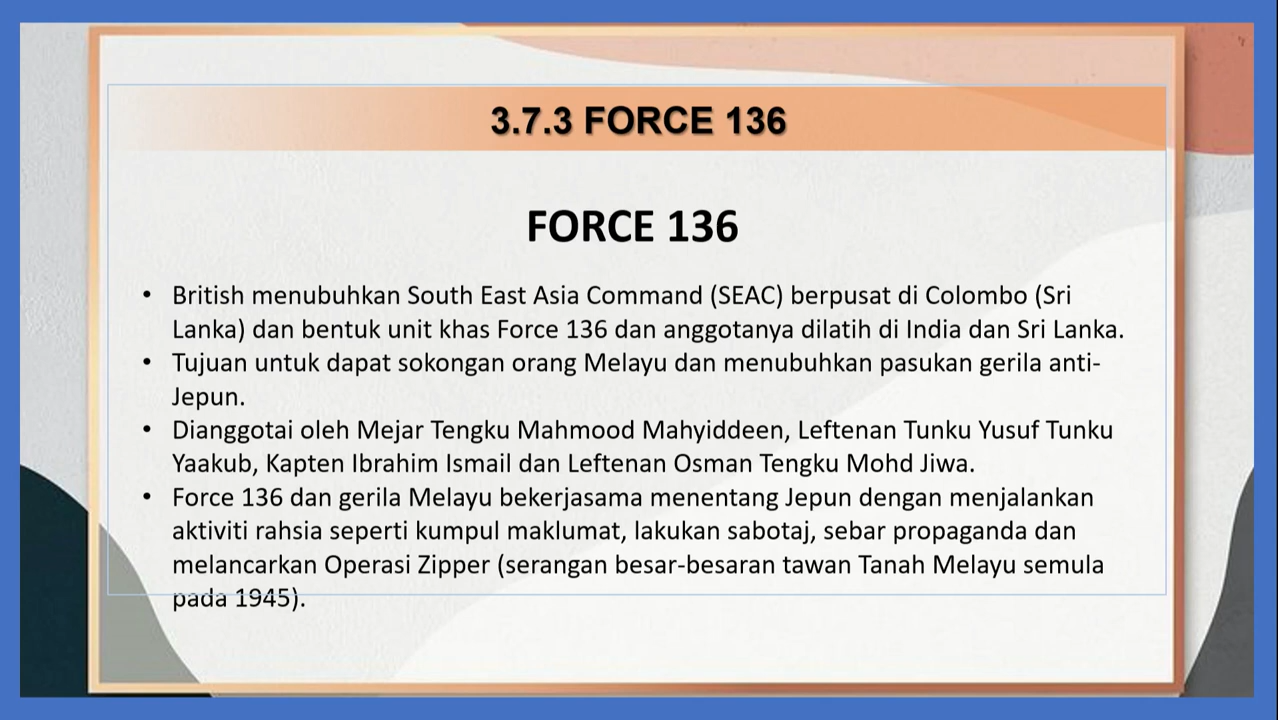 3.7.3 FORCE 136
FORCE 136
• British menubuhkan South East Asia Command (SEAC) berpusat di Colombo (Sri
Lanka) dan bentuk unit khas Force 136 dan anggotanya dilatih di India dan Sri Lanka.
• Tujuan untuk dapat sokongan orang Melayu dan menubuhkan pasukan gerila anti-
Jepun.
• Dianggotai oleh Mejar Tengku Mahmood Mahyiddeen, Leftenan Tunku Yusuf Tunku
Yaakub, Kapten Ibrahim Ismail dan Leftenan Osman Tengku Mohd Jiwa.
• Force 136 dan gerila Melayu bekerjasama menentang Jepun dengan menjalankan
aktiviti rahsia seperti kumpul maklumat, lakukan sabotaj, sebar propaganda dan
melancarkan Operasi Zipper (serangan besar-besaran tawan Tanah Melayu semula
pada 1945).